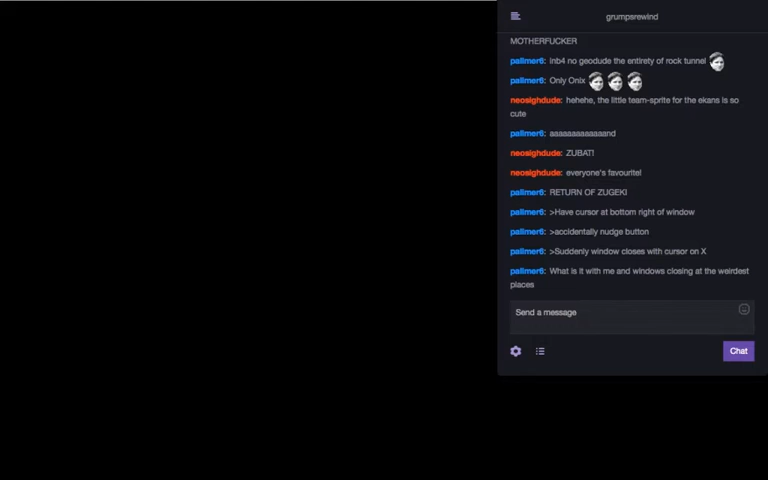 grumpsrewind
MOTHERFUCKER
pallmer6: inb4 no geodude the entirety of rock tunnel
pallmer6: Only Onix
neosighdude: hehehe, the little team-sprite for the ekans is so
cute
pallmer6: aaaaaaaaaaaaand
neosighdude: ZUBAT!
neosighdude: everyone's favourite!
pallmer6: RETURN OF ZUGEKI
pallmer6: >Have cursor at bottom right of window
pallmer6: >accidentally nudge button
pallmer6: >Suddenly window closes with cursor on X
pallmer6: What is it with me and windows closing at the weirdest
places
Send a message
Chat